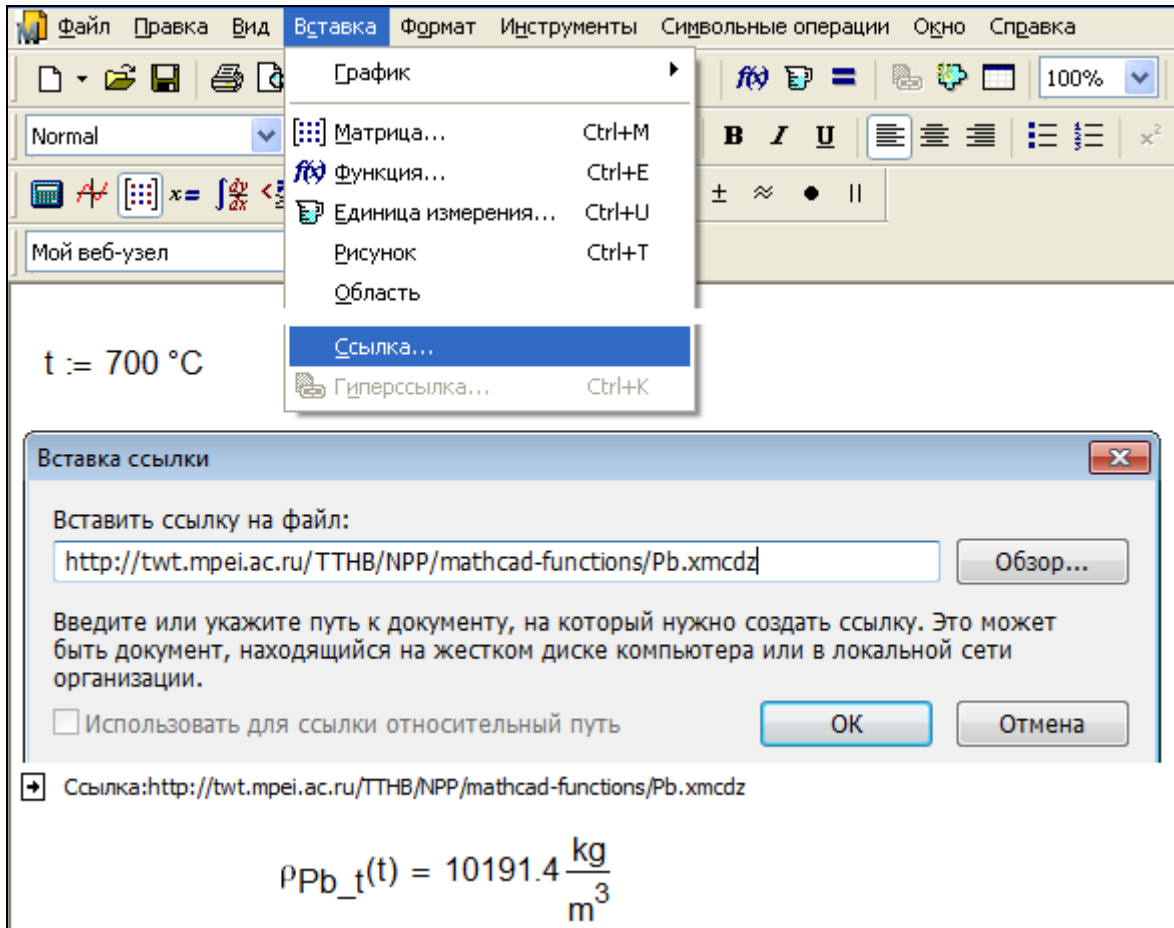 Файл Правка Вид Вставка Формат Инструменты Символьные операции Окно Справка
График
f(x) 100%
Normal
Матрица... Ctrl+M
B I U x²
f(x) Функция... Ctrl+E
x= ± ≈ ● ||
Единица измерения... Ctrl+U
Мой веб-узел
Рисунок Ctrl+T
Область
Ссылка...
t := 700 °C
Гиперссылка... Ctrl+K
Вставка ссылки
Вставить ссылку на файл:
http://twt.mpei.ac.ru/TTHB/NPP/mathcad-functions/Pb.xmcdz
Обзор...
Введите или укажите путь к документу, на который нужно создать ссылку. Это может
быть документ, находящийся на жестком диске компьютера или в локальной сети
организации.
Использовать для ссылки относительный путь
OK Отмена
Ссылка:http://twt.mpei.ac.ru/TTHB/NPP/mathcad-functions/Pb.xmcdz
ρPb_t(t) = 10191.4 kg/m³